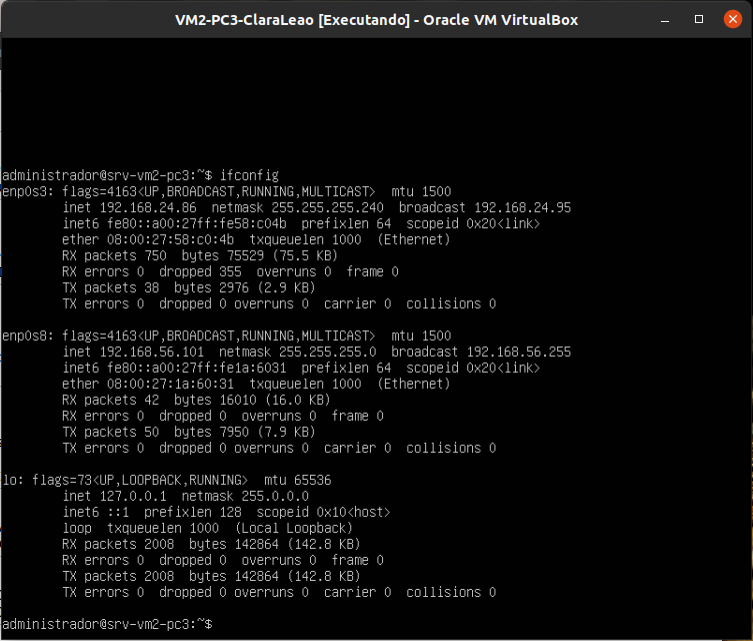 VM2-PC3-ClaraLeao [Executando] - Oracle VM VirtualBox
administrador@srv-vm2-pc3:~$ ifconfig
enp0s3: flags=4163<UP,BROADCAST,RUNNING,MULTICAST>  mtu 1500
        inet 192.168.24.86  netmask 255.255.255.240  broadcast 192.168.24.95
        inet6 fe80::a00:27ff:fe58:c04b  prefixlen 64  scopeid 0x20<link>
        ether 08:00:27:58:c0:4b  txqueuelen 1000  (Ethernet)
        RX packets 750  bytes 75529 (75.5 KB)
        RX errors 0  dropped 355  overruns 0  frame 0
        TX packets 38  bytes 2976 (2.9 KB)
        TX errors 0  dropped 0 overruns 0  carrier 0  collisions 0
enp0s8: flags=4163<UP,BROADCAST,RUNNING,MULTICAST>  mtu 1500
        inet 192.168.56.101  netmask 255.255.255.0  broadcast 192.168.56.255
        inet6 fe80::a00:27ff:fe1a:6031  prefixlen 64  scopeid 0x20<link>
        ether 08:00:27:1a:60:31  txqueuelen 1000  (Ethernet)
        RX packets 42  bytes 16010 (16.0 KB)
        RX errors 0  dropped 0  overruns 0  frame 0
        TX packets 50  bytes 7950 (7.9 KB)
        TX errors 0  dropped 0 overruns 0  carrier 0  collisions 0
lo: flags=73<UP,LOOPBACK,RUNNING>  mtu 65536
        inet 127.0.0.1  netmask 255.0.0.0
        inet6 ::1  prefixlen 128  scopeid 0x10<host>
        loop  txqueuelen 1000  (Local Loopback)
        RX packets 2008  bytes 142864 (142.8 KB)
        RX errors 0  dropped 0  overruns 0  frame 0
        TX packets 2008  bytes 142864 (142.8 KB)
        TX errors 0  dropped 0 overruns 0  carrier 0  collisions 0
administrador@srv-vm2-pc3:~$